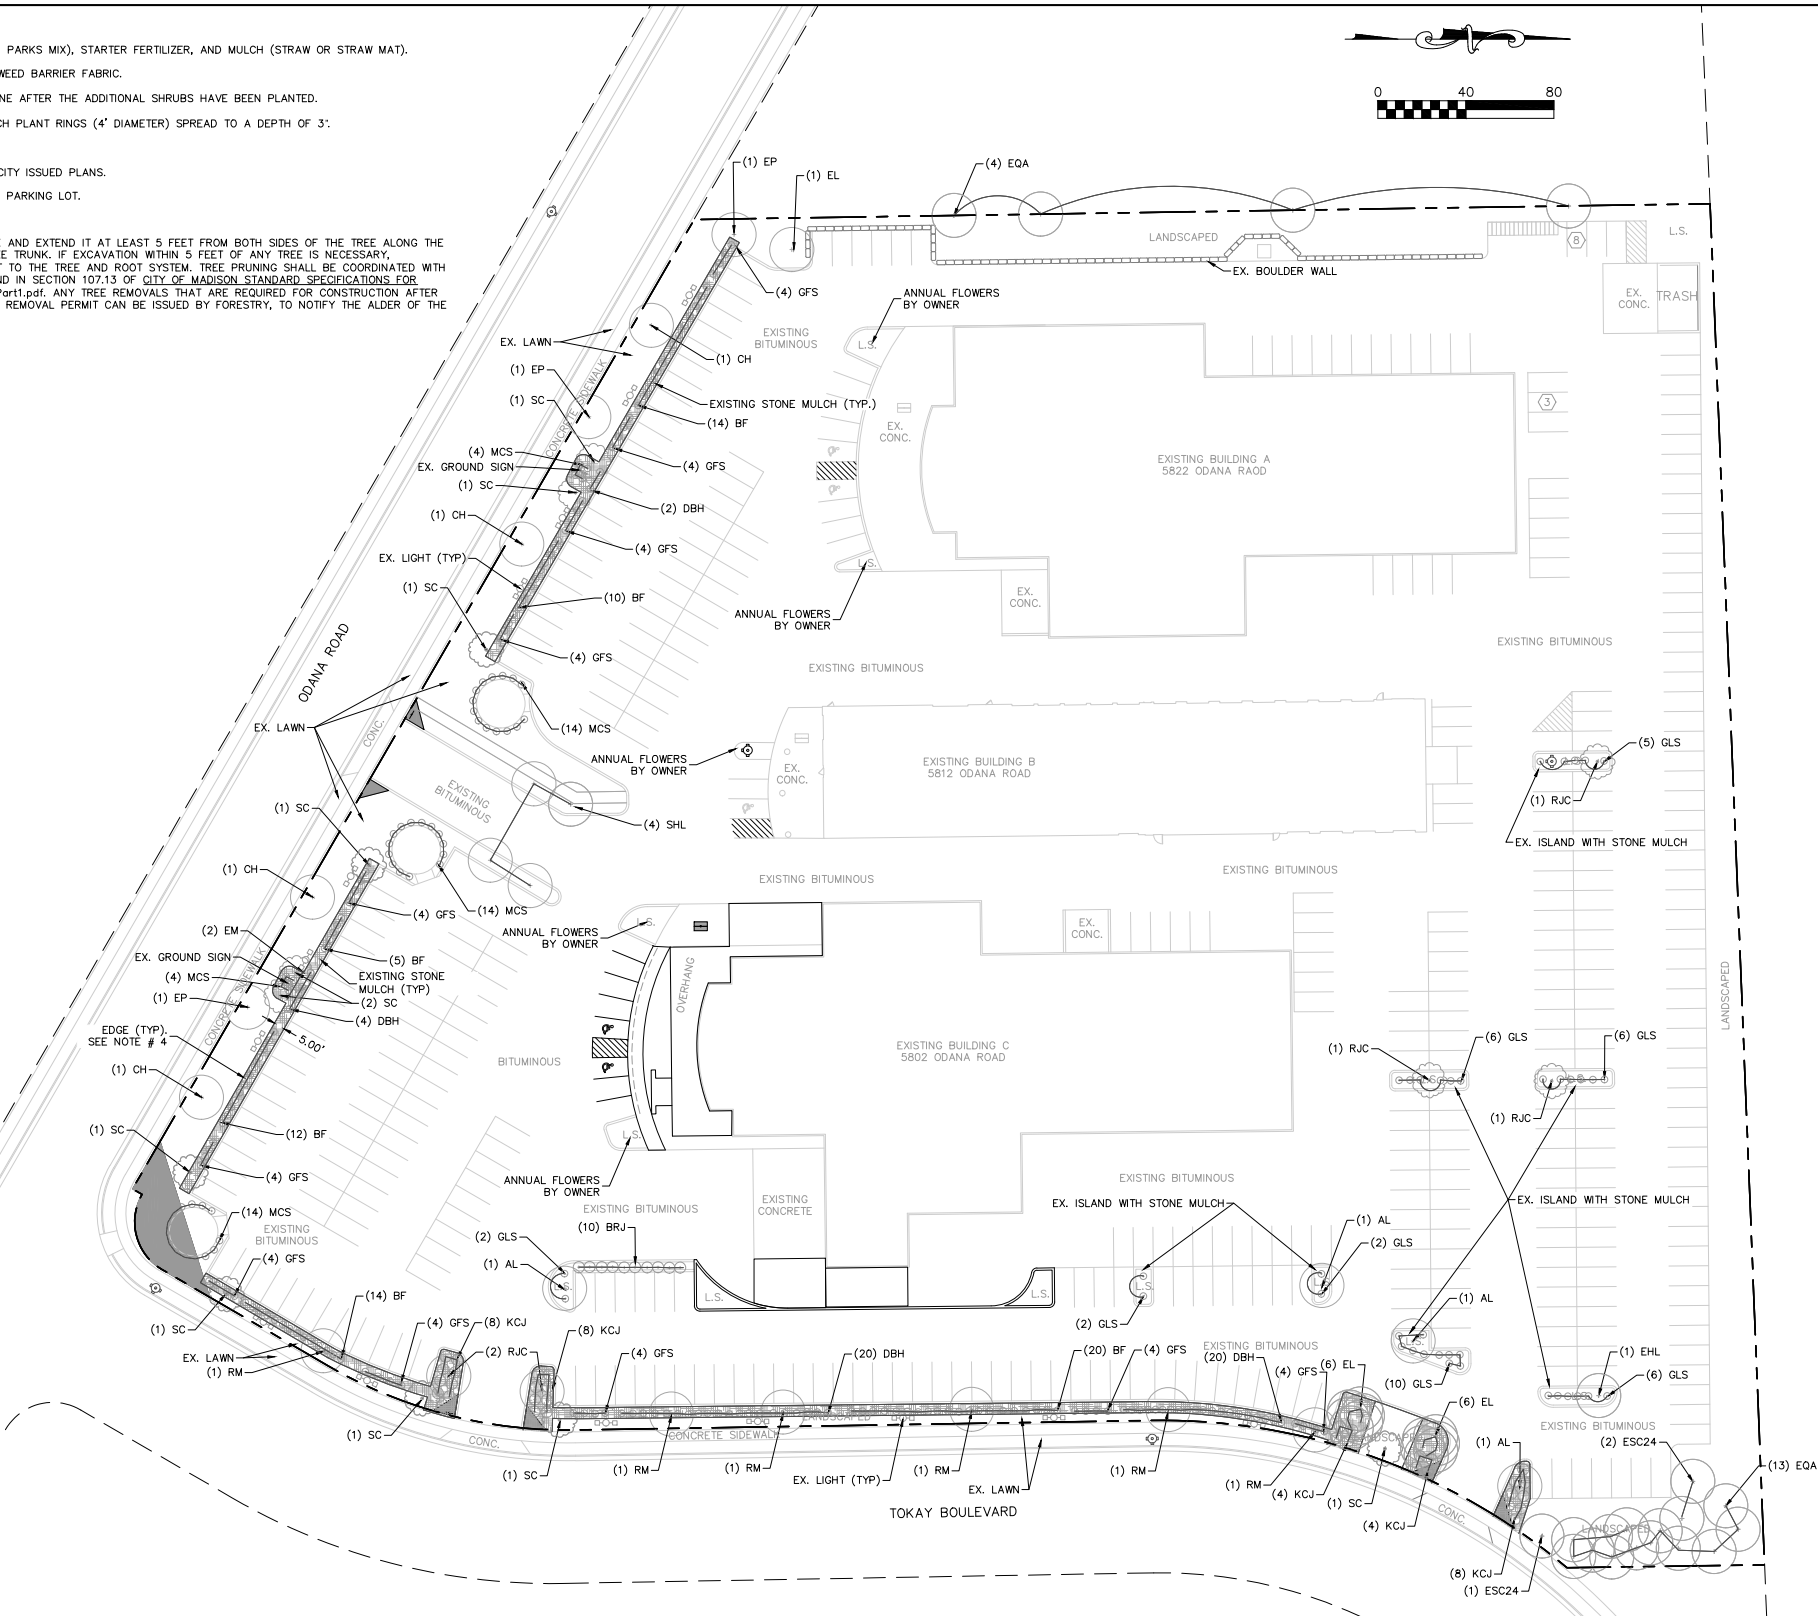 PARKS MIX), STARTER FERTILIZER, AND MULCH (STRAW OR STRAW MAT).
WEED BARRIER FABRIC.
NE AFTER THE ADDITIONAL SHRUBS HAVE BEEN PLANTED.
CH PLANT RINGS (4' DIAMETER) SPREAD TO A DEPTH OF 3".
CITY ISSUED PLANS.
PARKING LOT.
E AND EXTEND IT AT LEAST 5 FEET FROM BOTH SIDES OF THE TREE ALONG THE
E TRUNK. IF EXCAVATION WITHIN 5 FEET OF ANY TREE IS NECESSARY,
T TO THE TREE AND ROOT SYSTEM. TREE PRUNING SHALL BE COORDINATED WITH
ND IN SECTION 107.13 OF CITY OF MADISON STANDARD SPECIFICATIONS FOR
Part1.pdf. ANY TREE REMOVALS THAT ARE REQUIRED FOR CONSTRUCTION AFTER
REMOVAL PERMIT CAN BE ISSUED BY FORESTRY, TO NOTIFY THE ALDER OF THE
0 40 80
(1) EP
(1) EL
(4) EQA
LANDSCAPED
L.S.
8
EX. BOULDER WALL
(4) GFS
ANNUAL FLOWERS
BY OWNER
EX.
CONC.
TRASH
EXISTING
BITUMINOUS
L.S.
EX. LAWN
(1) CH
(1) EP
(1) SC
CONCRETE SIDEWALK
EXISTING STONE MULCH (TYP.)
(14) BF
3
EX.
CONC.
(4) MCS
EX. GROUND SIGN
(1) SC
(4) GFS
EXISTING BUILDING A
5822 ODANA RAOD
(2) DBH
(1) CH
(4) GFS
EX. LIGHT (TYP)
L.S.
(1) SC
(10) BF
EX.
CONC.
ANNUAL FLOWERS
BY OWNER
ODANA ROAD
(4) GFS
EXISTING BITUMINOUS
EXISTING BITUMINOUS
EX. LAWN
CONC.
(14) MCS
ANNUAL FLOWERS
BY OWNER
EX.
CONC.
EXISTING BUILDING B
5812 ODANA ROAD
(5) GLS
(1) RJC
EXISTING
BITUMINOUS
(1) SC
(4) SHL
EX. ISLAND WITH STONE MULCH
EXISTING BITUMINOUS
EXISTING BITUMINOUS
(1) CH
(4) GFS
(14) MCS
L.S.
ANNUAL FLOWERS
BY OWNER
EX.
CONC.
(2) EM
EX. GROUND SIGN
(5) BF
(4) MCS
EXISTING STONE
MULCH (TYP)
(1) EP
(2) SC
(4) DBH
CONCRETE SIDEWALK
OVERHANG
LANDSCAPED
EDGE (TYP).
SEE NOTE # 4
5.00'
BITUMINOUS
EXISTING BUILDING C
5802 ODANA ROAD
(1) RJC
(6) GLS
(6) GLS
(1) CH
L.S.
(1) RJC
(1) SC
(12) BF
L.S.
(4) GFS
ANNUAL FLOWERS
BY OWNER
EXISTING BITUMINOUS
EX. ISLAND WITH STONE MULCH
EX. ISLAND WITH STONE MULCH
EXISTING
CONCRETE
(14) MCS
EXISTING
BITUMINOUS
EXISTING BITUMINOUS
(10) BRJ
(2) GLS
(1) AL
(2) GLS
(4) GFS
(1) AL
L.S.
L.S.
L.S.
L.S.
(14) BF
(1) AL
(1) SC
(4) GFS
(8) KCJ
(8) KCJ
(2) GLS
EXISTING BITUMINOUS
EX. LAWN
(1) RM
(2) RJC
(4) GFS
(20) DBH
(20) BF
(4) GFS
(20) DBH
(4) GFS
(6) EL
(1) EHL
(10) GLS
(6) GLS
(6) EL
LANDSCAPED
CONCRETE SIDEWALK
EXISTING BITUMINOUS
(1) SC
CONC.
(1) AL
(2) ESC24
(13) EQA
(1) SC
(1) RM
(1) RM
EX. LIGHT (TYP)
(1) RM
EX. LAWN
(1) RM
(1) RM
(4) KCJ
(1) SC
(4) KCJ
CONC.
TOKAY BOULEVARD
LANDSCAPED
(8) KCJ
(1) ESC24